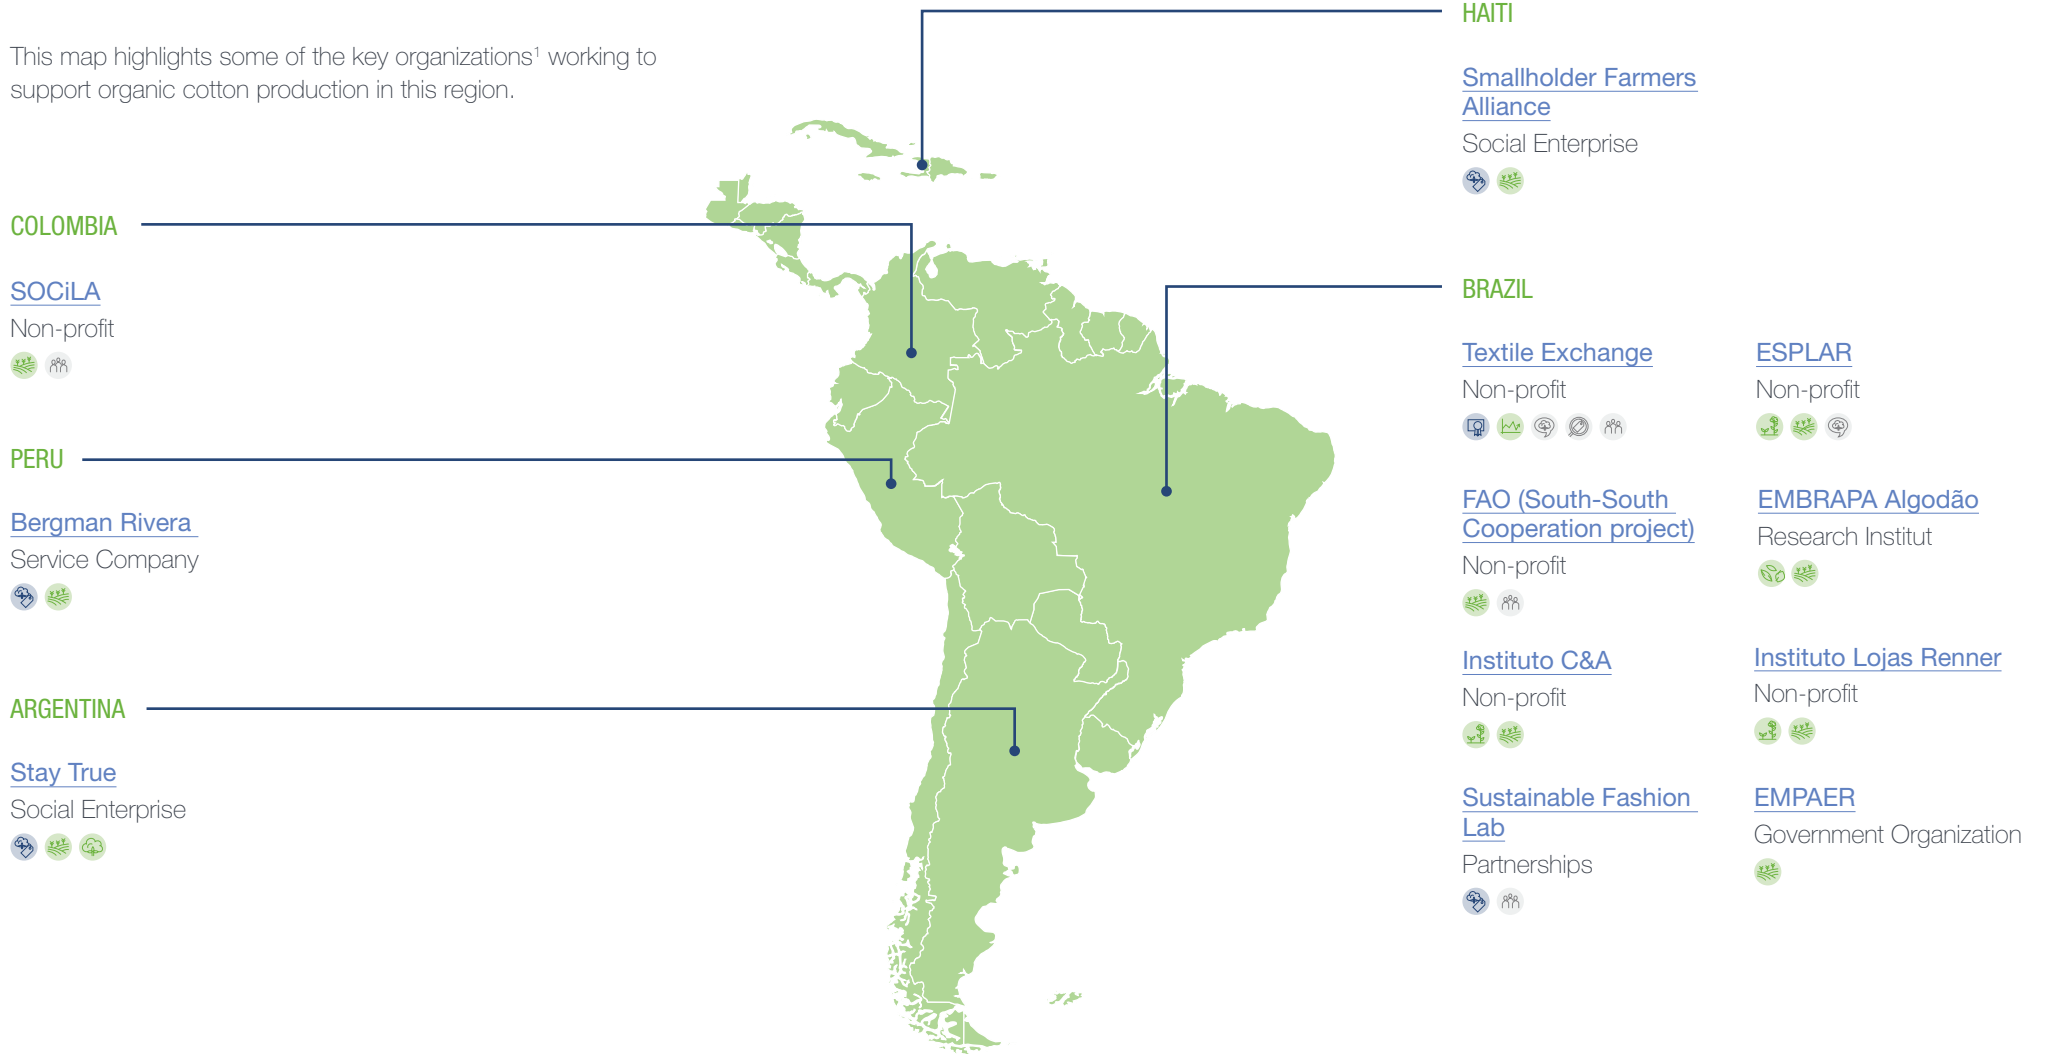 This map highlights some of the key organizations¹ working to
support organic cotton production in this region.
COLOMBIA
SOCiLA
Non-profit
PERU
Bergman Rivera
Service Company
ARGENTINA
Stay True
Social Enterprise
HAITI
Smallholder Farmers
Alliance
Social Enterprise
BRAZIL
Textile Exchange
Non-profit
ESPLAR
Non-profit
FAO (South-South
Cooperation project)
Non-profit
EMBRAPA Algodão
Research Institut
Instituto C&A
Non-profit
Instituto Lojas Renner
Non-profit
Sustainable Fashion
Lab
Partnerships
EMPAER
Government Organization